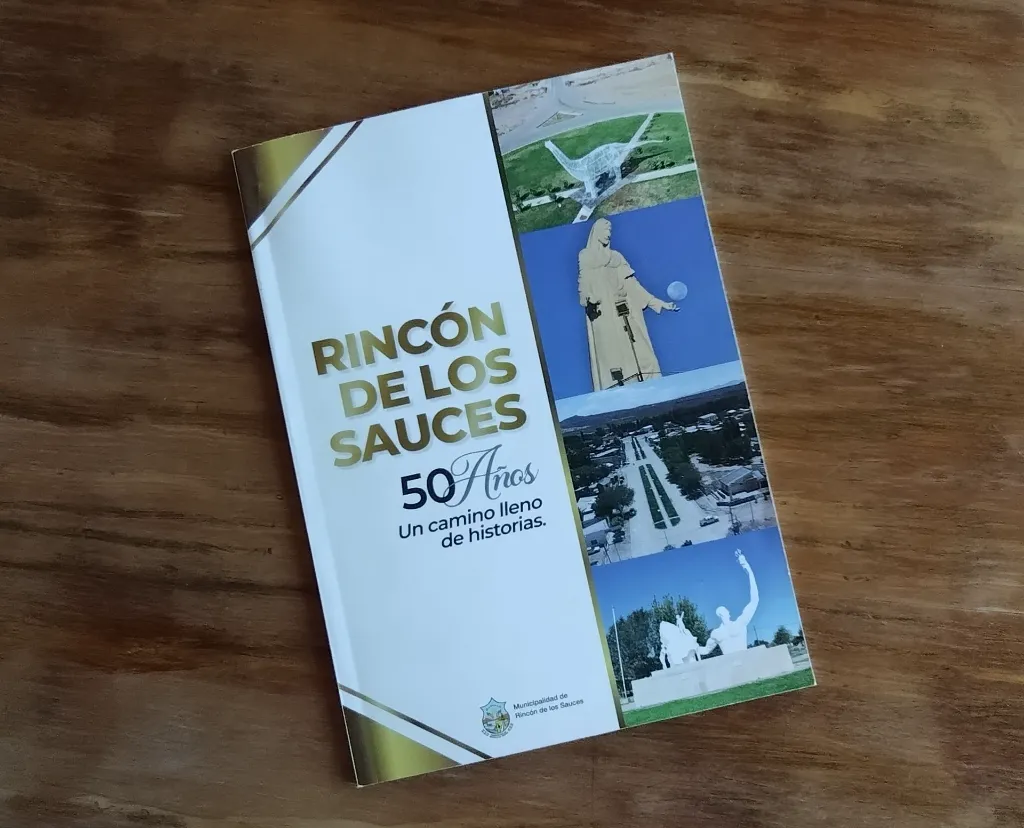 RINCÓN
DE LOS
SAUCES
50 Años
Un camino lleno
de historias.
Municipalidad de
Rincón de los Sauces